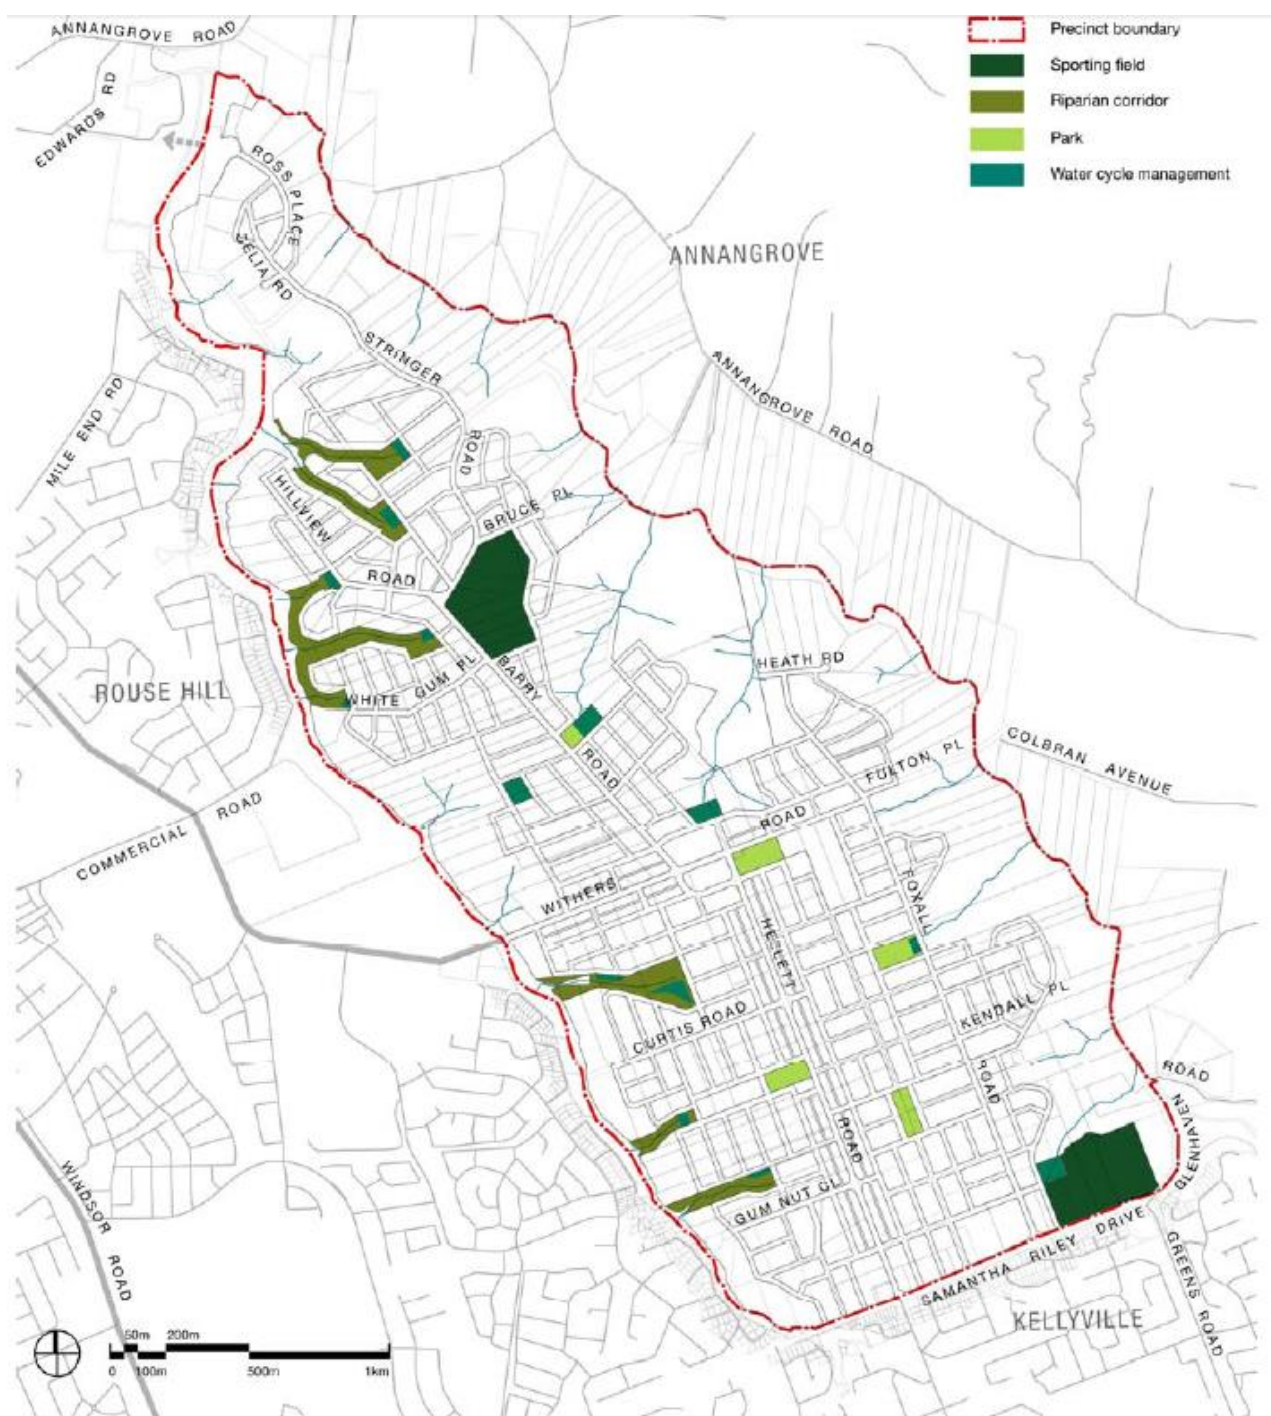 ANNANGROVE ROAD
EDWARDS RD
Precinct boundary
Sporting field
Riparian corridor
Park
Water cycle management
ROSS PLACE
CELIA RD
ANNANGROVE
STRINGER
ROAD
ANNANGROVE ROAD
MILE END RD
HILLVIEW
ROAD
BRUCE PL
HEATH RD
ROUSE HILL
WHITE GUM PL
BARRY
ROAD
COLBRAN AVENUE
FULTON PL
COMMERCIAL ROAD
WITHERS
ROAD
FOXALL
ROAD
HEZLETT
ROAD
CURTIS ROAD
KENDALL PL
GLENHAVEN
ROAD
GUM NUT CL
SAMANTHA RILEY DRIVE
GREENS ROAD
KELLYVILLE
WINDSOR ROAD
50m 200m
0 100m 500m 1km